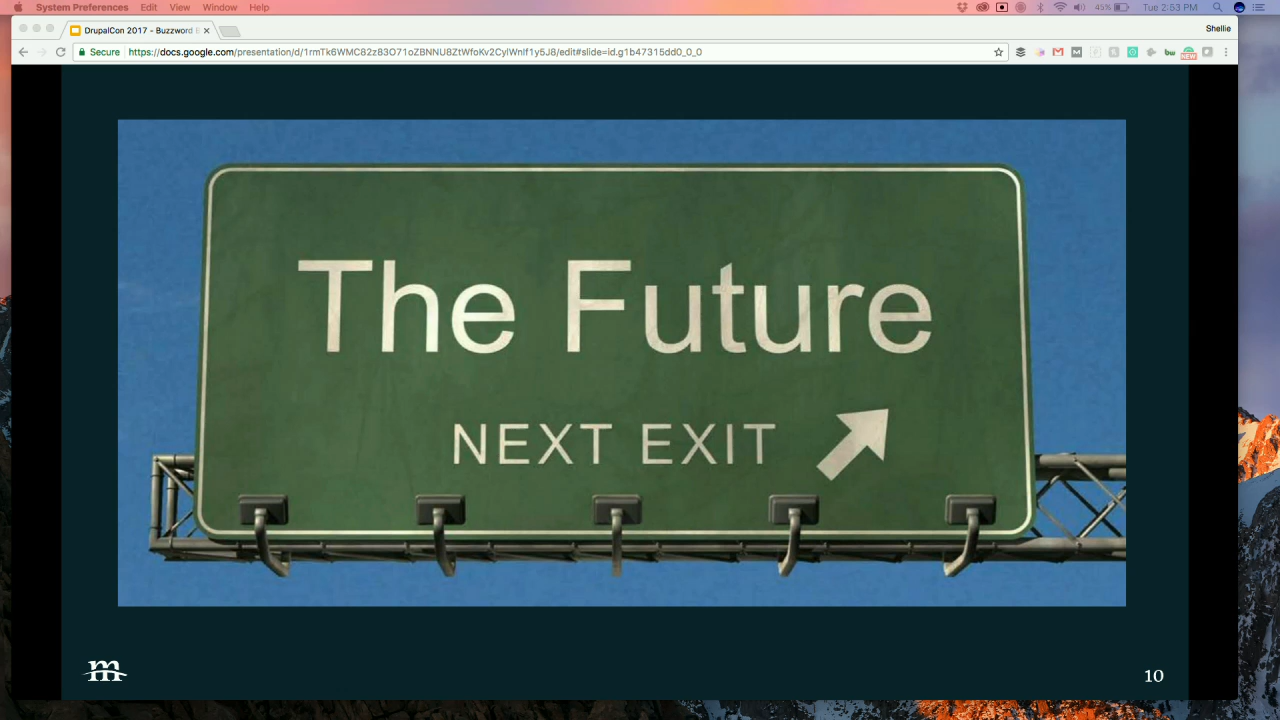 System Preferences Edit View Window Help 45% Tue 2:53 PM
DrupalCon 2017 - Buzzword
Shellie
Secure https://docs.google.com/presentation/d/1rmTk6WMC82z83O71oZBNNU8ZtWfoKv2CylWnIf1y5J8/edit#slide=id.g1b47315dd0_0_0
The Future
NEXT EXIT
m
10